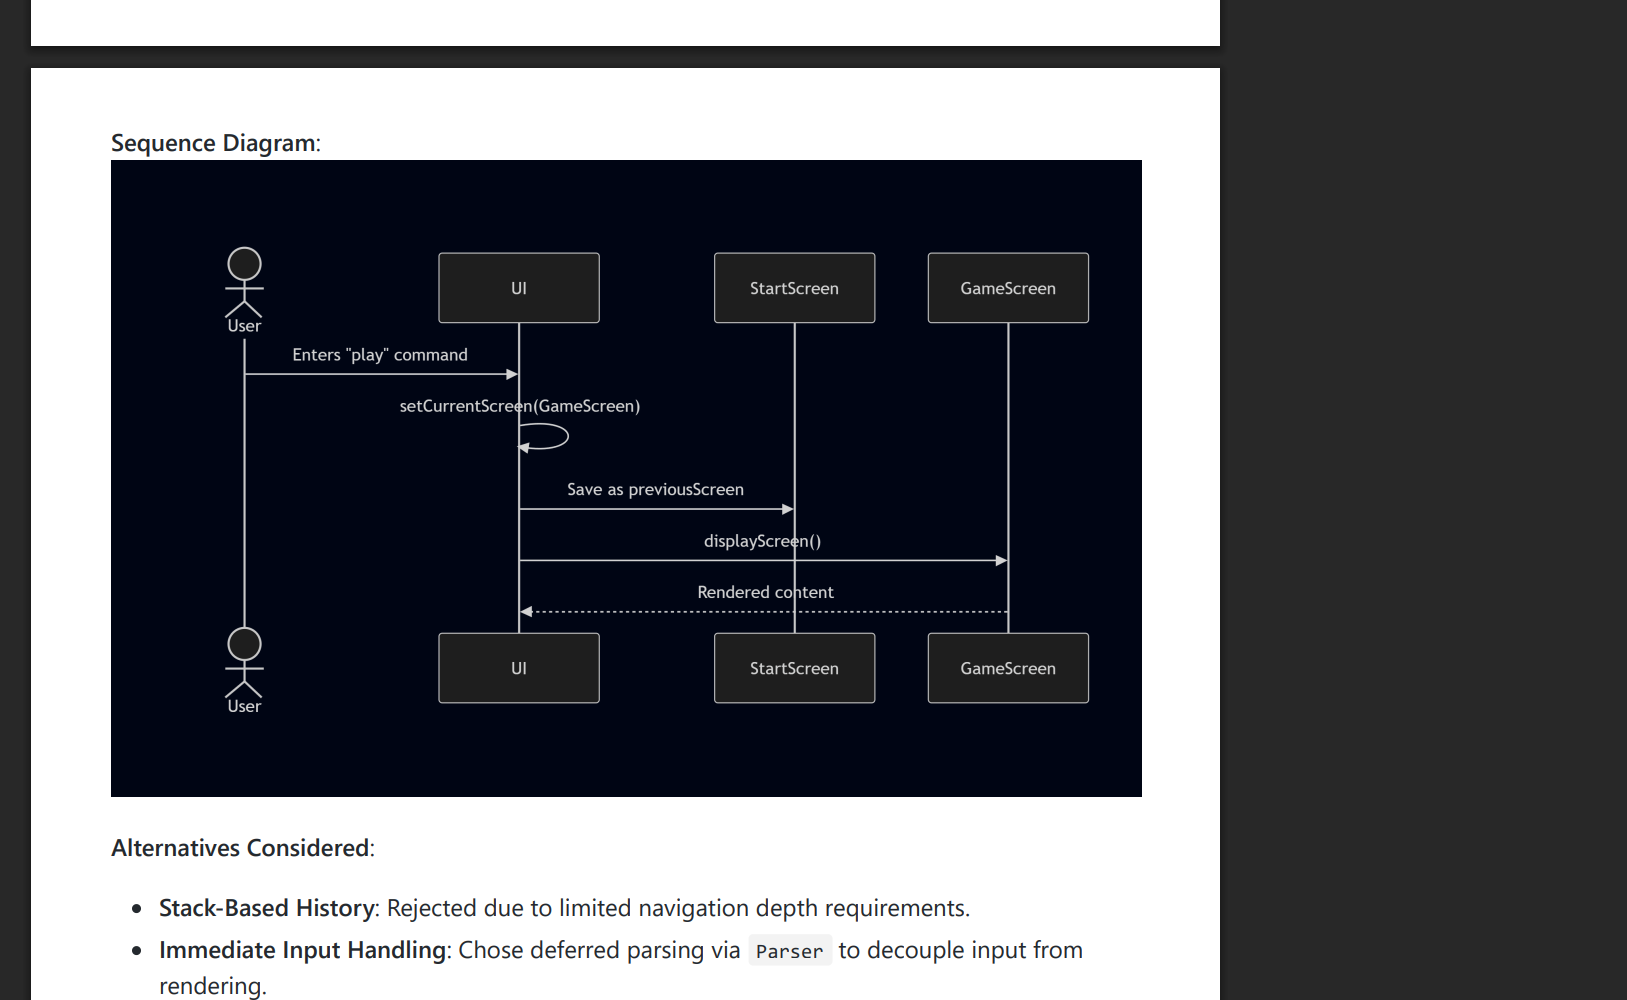 Sequence Diagram:
User
UI
StartScreen
GameScreen
Enters "play" command
setCurrentScreen(GameScreen)
Save as previousScreen
displayScreen()
Rendered content
User
UI
StartScreen
GameScreen
Alternatives Considered:
• Stack-Based History: Rejected due to limited navigation depth requirements.
• Immediate Input Handling: Chose deferred parsing via Parser to decouple input from
rendering.